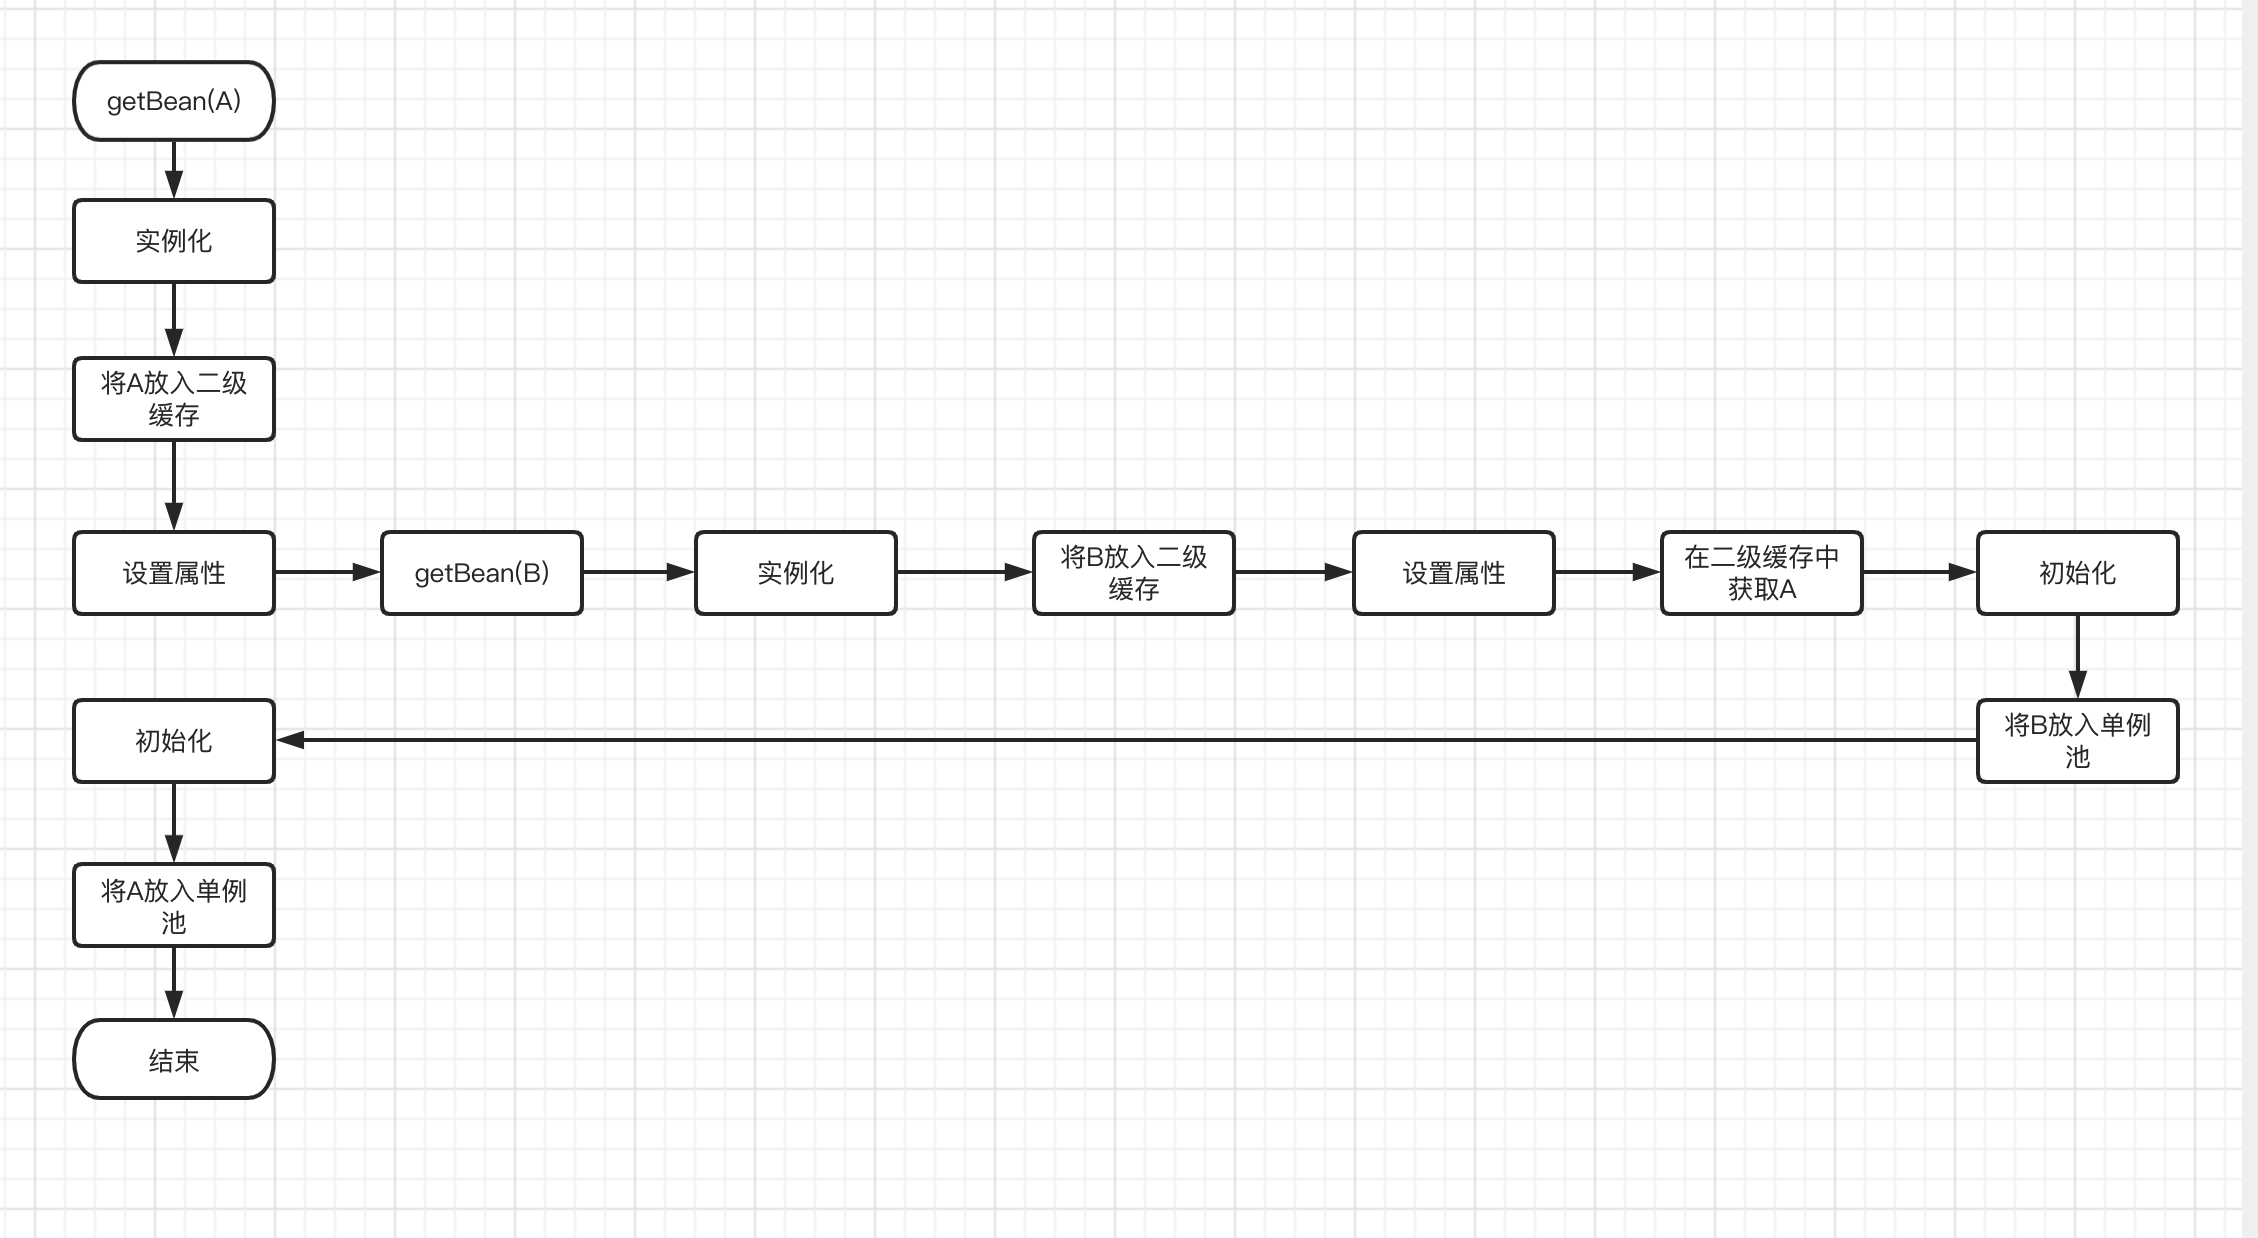 getBean(A)
实例化
将A放入二级
缓存
设置属性
getBean(B)
实例化
将B放入二级
缓存
设置属性
在二级缓存中
获取A
初始化
将B放入单例
池
初始化
将A放入单例
池
结束